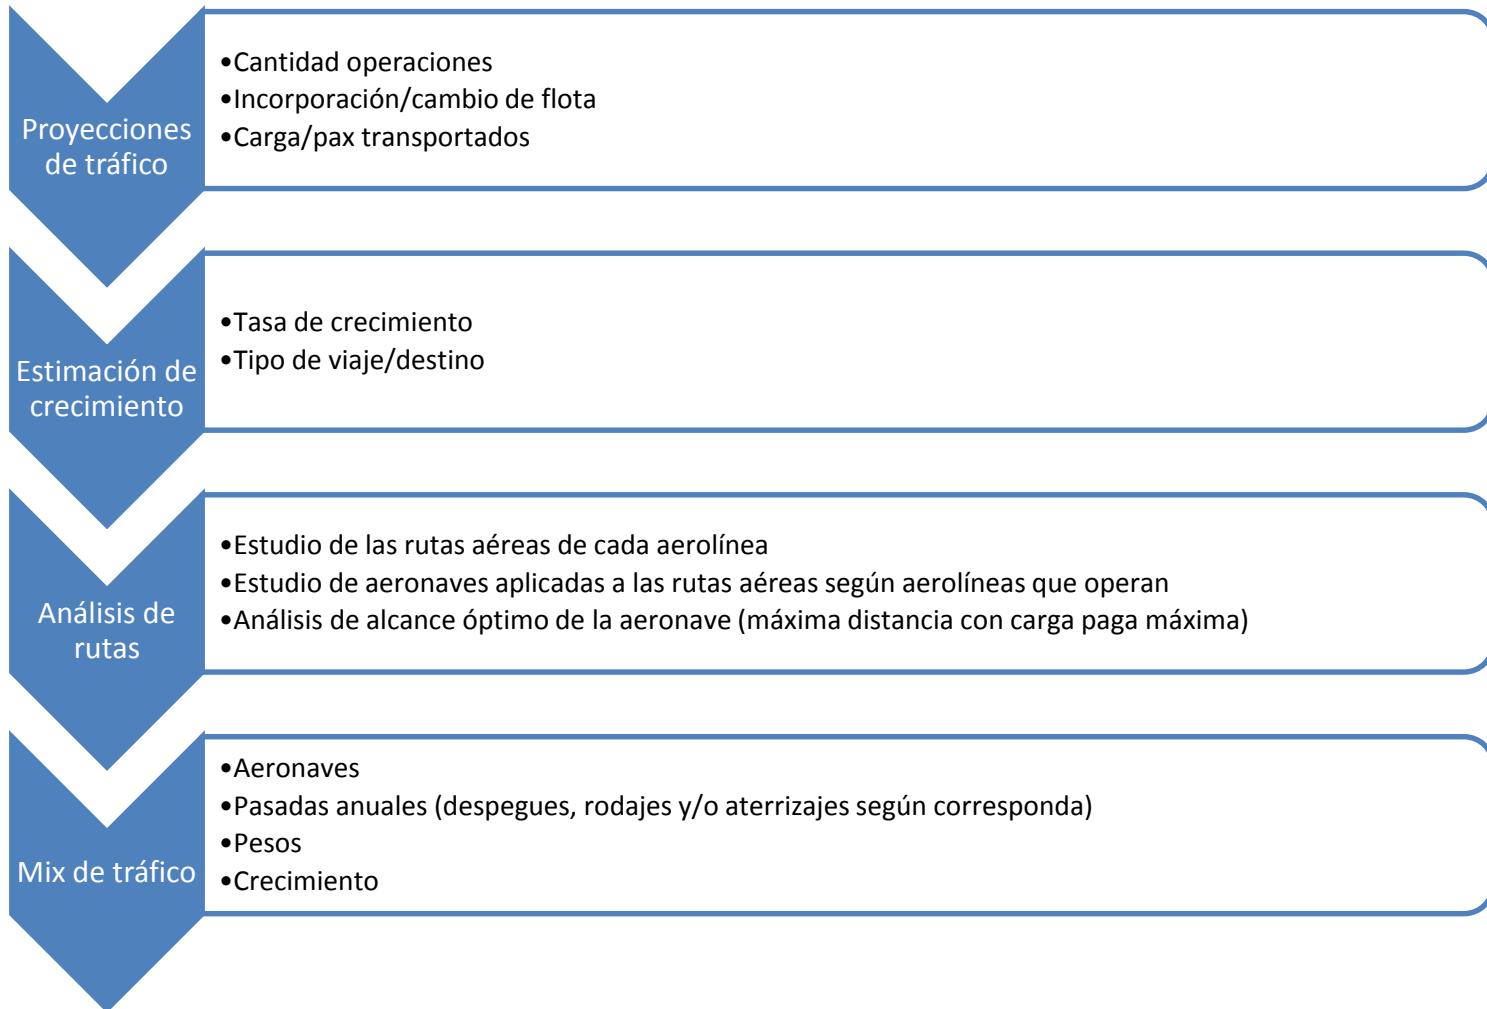 Proyecciones
de tráfico
•Cantidad operaciones
•Incorporación/cambio de flota
•Carga/pax transportados
Estimación de
crecimiento
•Tasa de crecimiento
•Tipo de viaje/destino
Análisis de
rutas
•Estudio de las rutas aéreas de cada aerolínea
•Estudio de aeronaves aplicadas a las rutas aéreas según aerolíneas que operan
•Análisis de alcance óptimo de la aeronave (máxima distancia con carga paga máxima)
Mix de tráfico
•Aeronaves
•Pasadas anuales (despegues, rodajes y/o aterrizajes según corresponda)
•Pesos
•Crecimiento